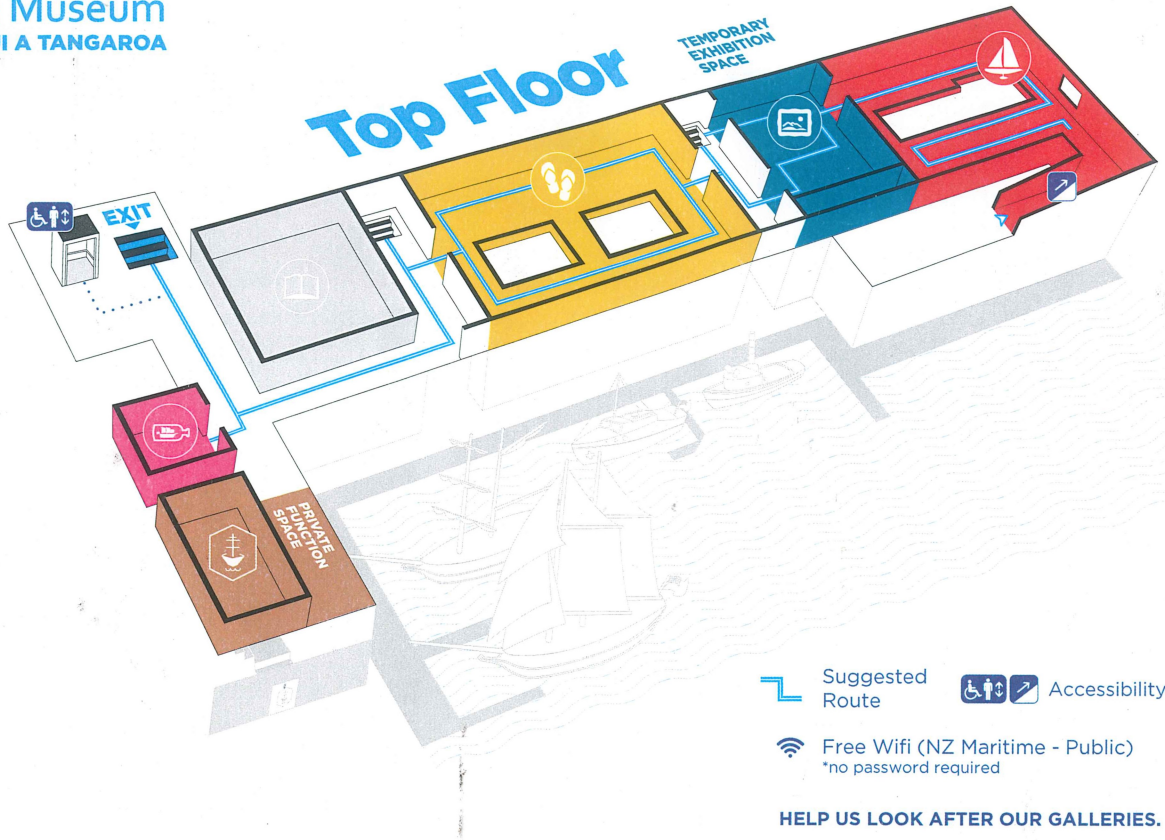 Museum
I A TANGAROA
Top Floor
TEMPORARY
EXHIBITION
SPACE
EXIT
PRIVATE
FUNCTION
SPACE
Suggested
Route
Accessibility
Free Wifi (NZ Maritime - Public)
*no password required
HELP US LOOK AFTER OUR GALLERIES.